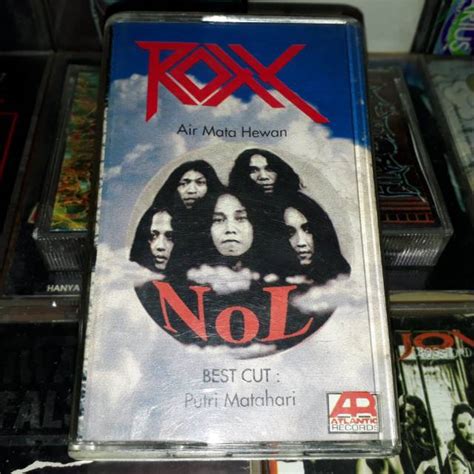 ROXX
Air Mata Hewan
NoL
BEST CUT :
Putri Matahari
AR
ATLANTIC
RECORDS
HANYA